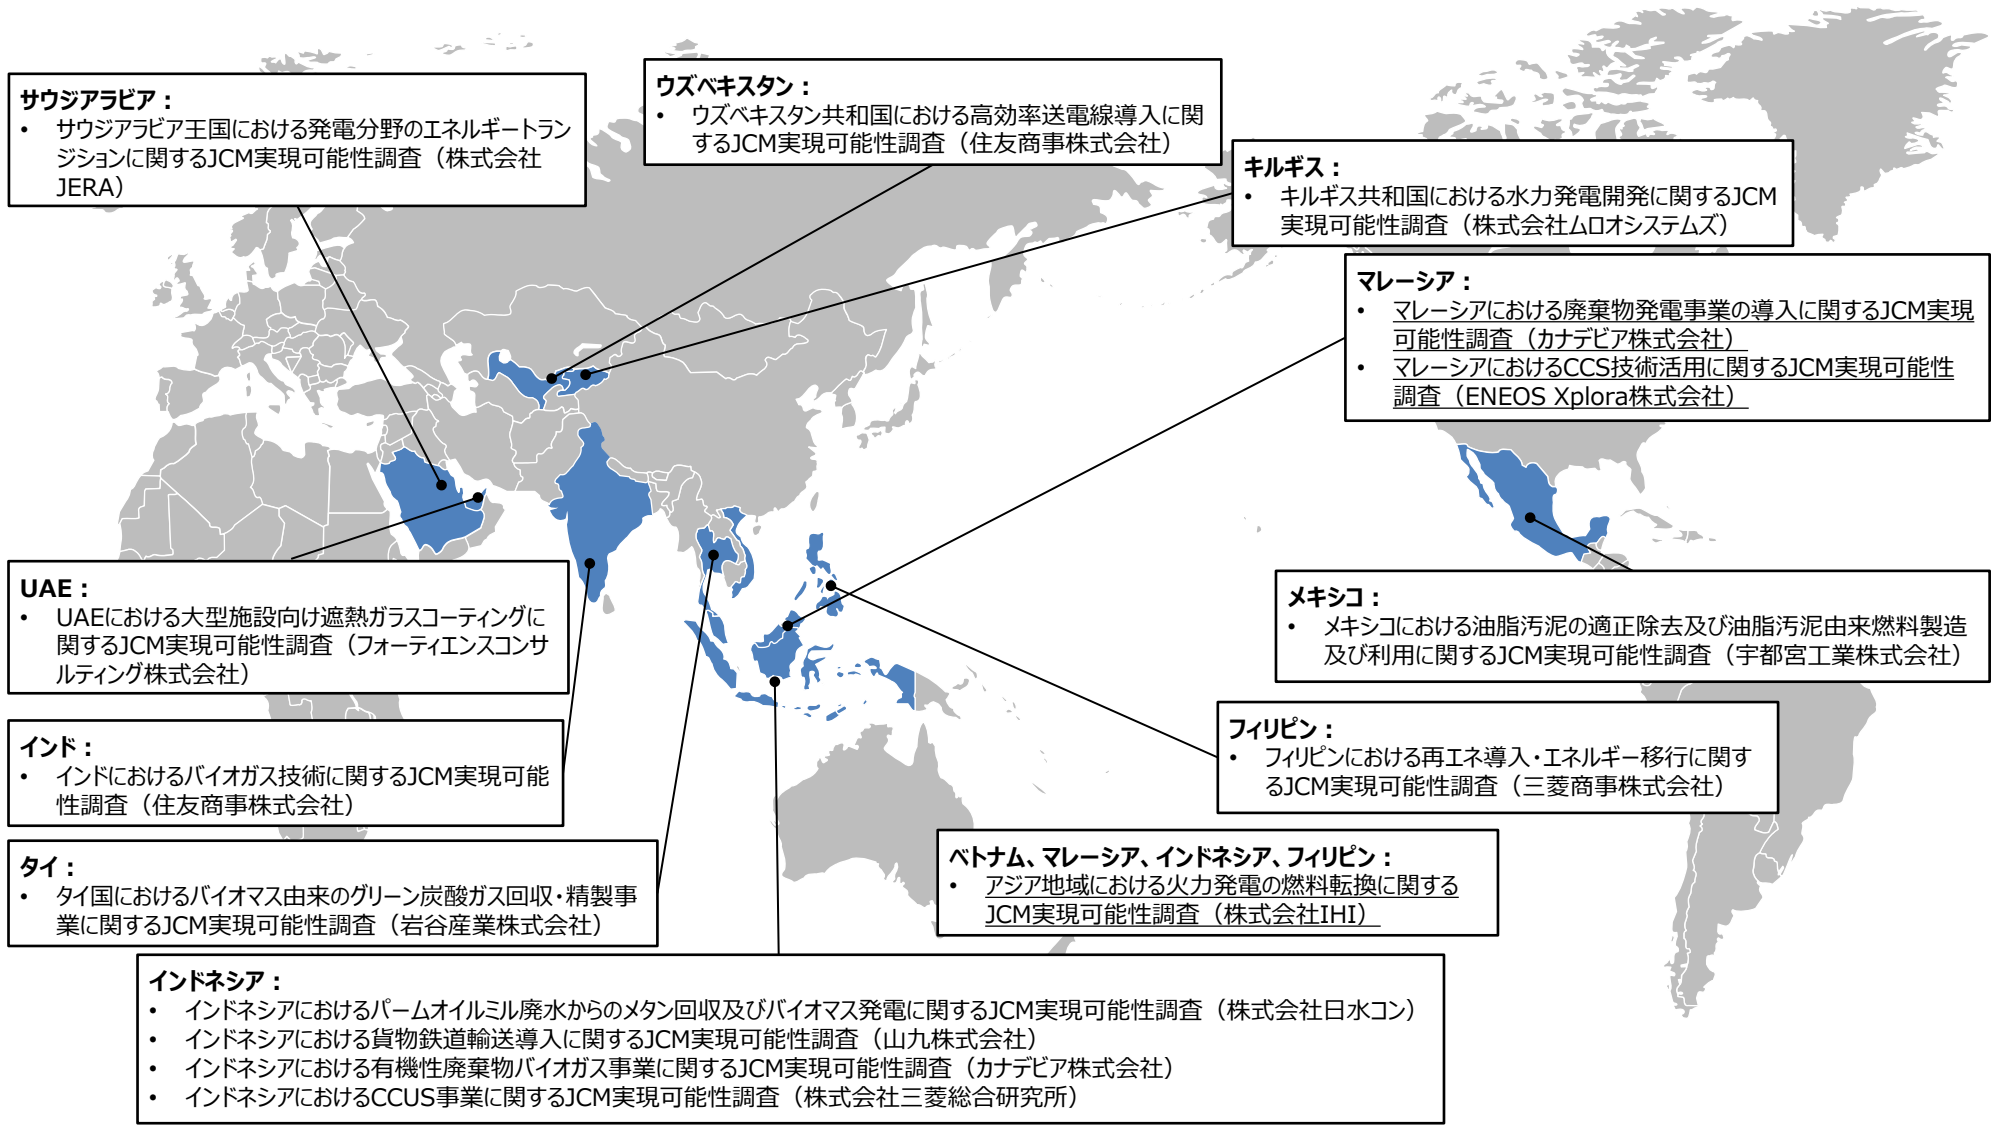 サウジアラビア：
• サウジアラビア王国における発電分野のエネルギートラン
ジションに関するJCM実現可能性調査（株式会社
JERA）
ウズベキスタン：
• ウズベキスタン共和国における高効率送電線導入に関
するJCM実現可能性調査（住友商事株式会社）
キルギス：
• キルギス共和国における水力発電開発に関するJCM
実現可能性調査（株式会社ムロオシステムズ）
マレーシア：
• マレーシアにおける廃棄物発電事業の導入に関するJCM実現
可能性調査（カナデビア株式会社）
• マレーシアにおけるCCS技術活用に関するJCM実現可能性
調査（ENEOS Xplora株式会社）
UAE：
• UAEにおける大型施設向け遮熱ガラスコーティングに
関するJCM実現可能性調査（フォーティエンスコンサ
ルティング株式会社）
メキシコ：
• メキシコにおける油脂汚泥の適正除去及び油脂汚泥由来燃料製造
及び利用に関するJCM実現可能性調査（宇都宮工業株式会社）
インド：
• インドにおけるバイオガス技術に関するJCM実現可能
性調査（住友商事株式会社）
フィリピン：
• フィリピンにおける再エネ導入・エネルギー移行に関す
るJCM実現可能性調査（三菱商事株式会社）
タイ：
• タイ国におけるバイオマス由来のグリーン炭酸ガス回収・精製事
業に関するJCM実現可能性調査（岩谷産業株式会社）
ベトナム、マレーシア、インドネシア、フィリピン：
• アジア地域における火力発電の燃料転換に関する
JCM実現可能性調査（株式会社IHI）
インドネシア：
• インドネシアにおけるパームオイルミル廃水からのメタン回収及びバイオマス発電に関するJCM実現可能性調査（株式会社日水コン）
• インドネシアにおける貨物鉄道輸送導入に関するJCM実現可能性調査（山九株式会社）
• インドネシアにおける有機性廃棄物バイオガス事業に関するJCM実現可能性調査（カナデビア株式会社）
• インドネシアにおけるCCUS事業に関するJCM実現可能性調査（株式会社三菱総合研究所）